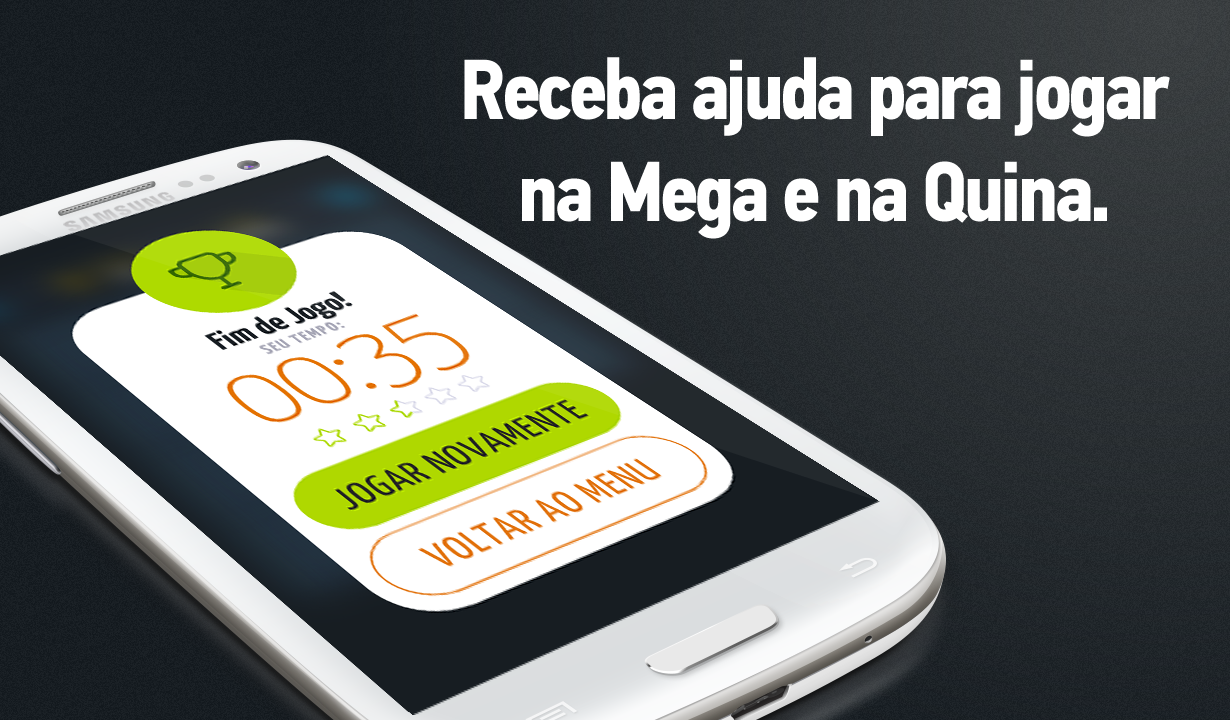 Receba ajuda para jogar
na Mega e na Quina.
SAMSUNG
Fim de Jogo!
SEU TEMPO:
00:35
JOGAR NOVAMENTE
VOLTAR AO MENU